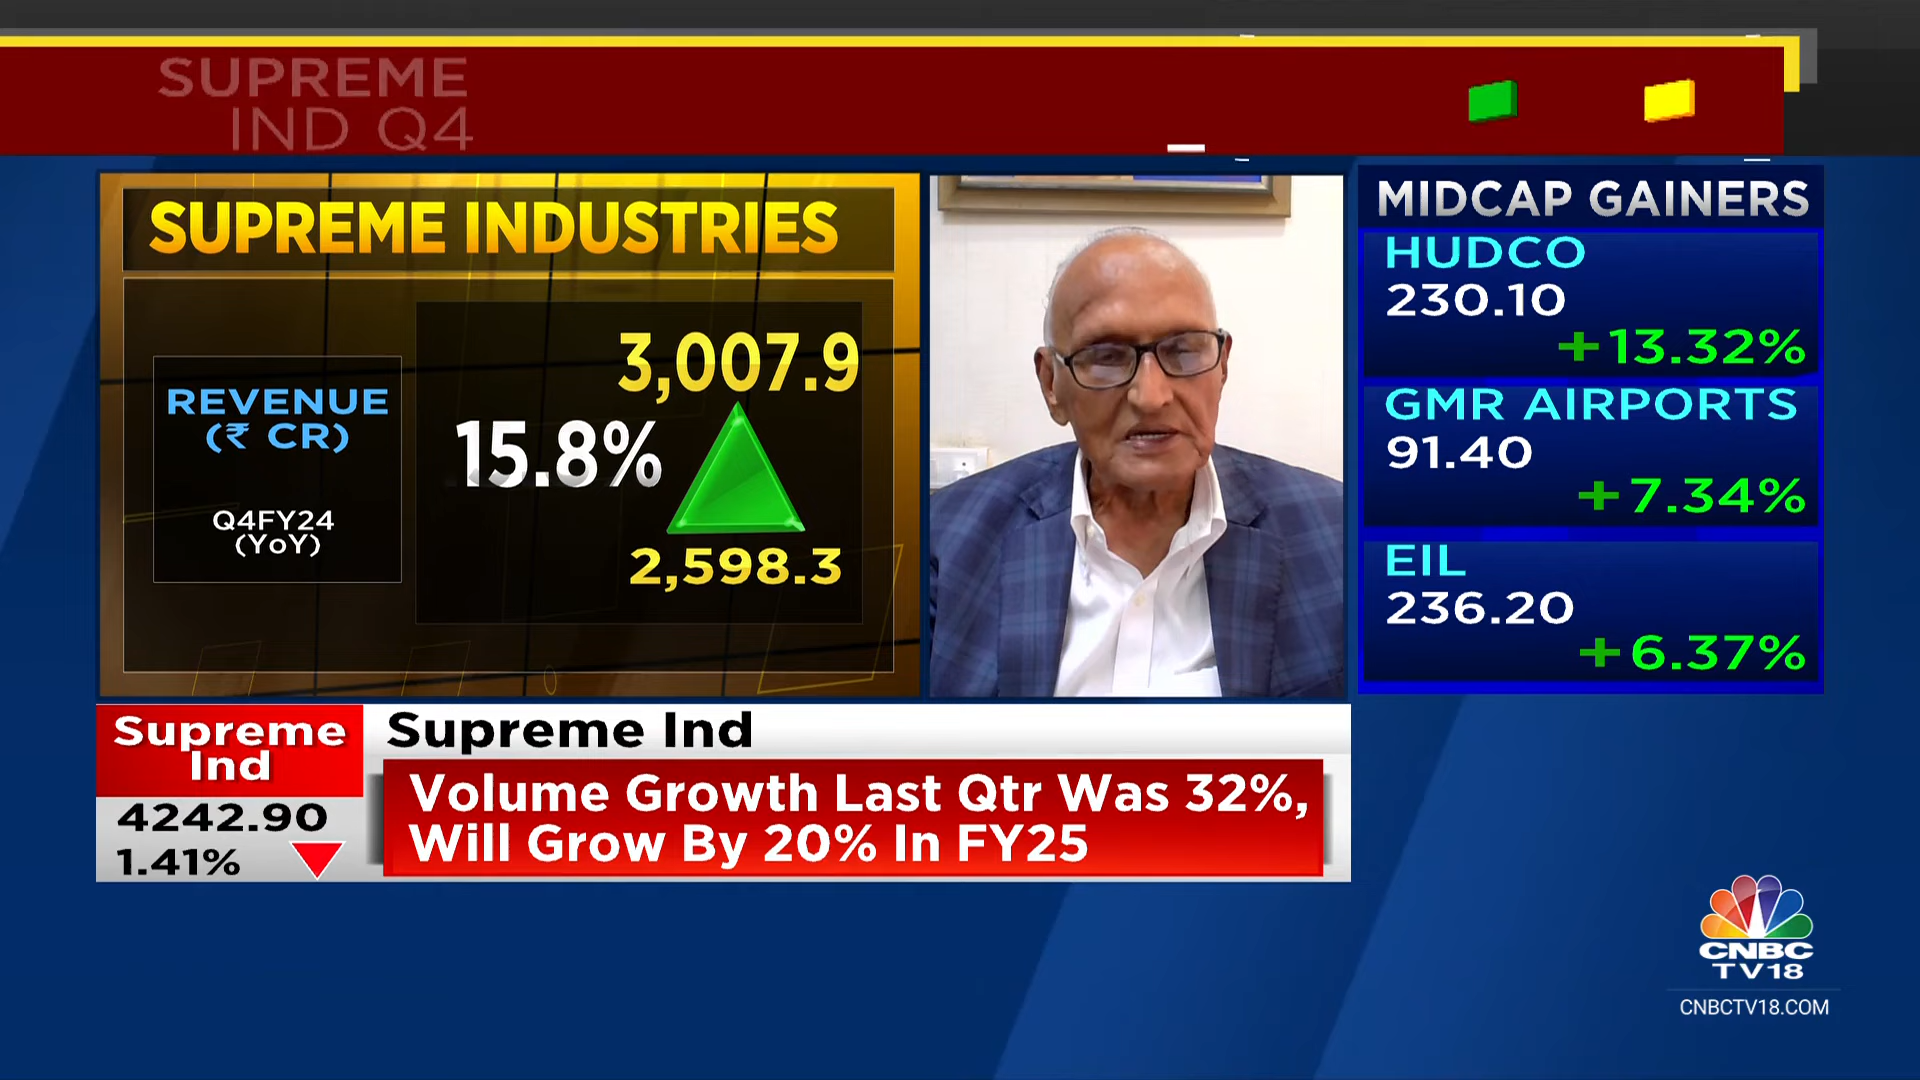 SUPREME
IND Q4
SUPREME INDUSTRIES
REVENUE
(₹ CR)
Q4FY24
(YoY)
3,007.9
15.8%
2,598.3
MIDCAP GAINERS
HUDCO
230.10
+13.32%
GMR AIRPORTS
91.40
+7.34%
EIL
236.20
+6.37%
Supreme
Ind
4242.90
1.41%
Supreme Ind
Volume Growth Last Qtr Was 32%,
Will Grow By 20% In FY25
CNBC
TV18
CNBCTV18.COM